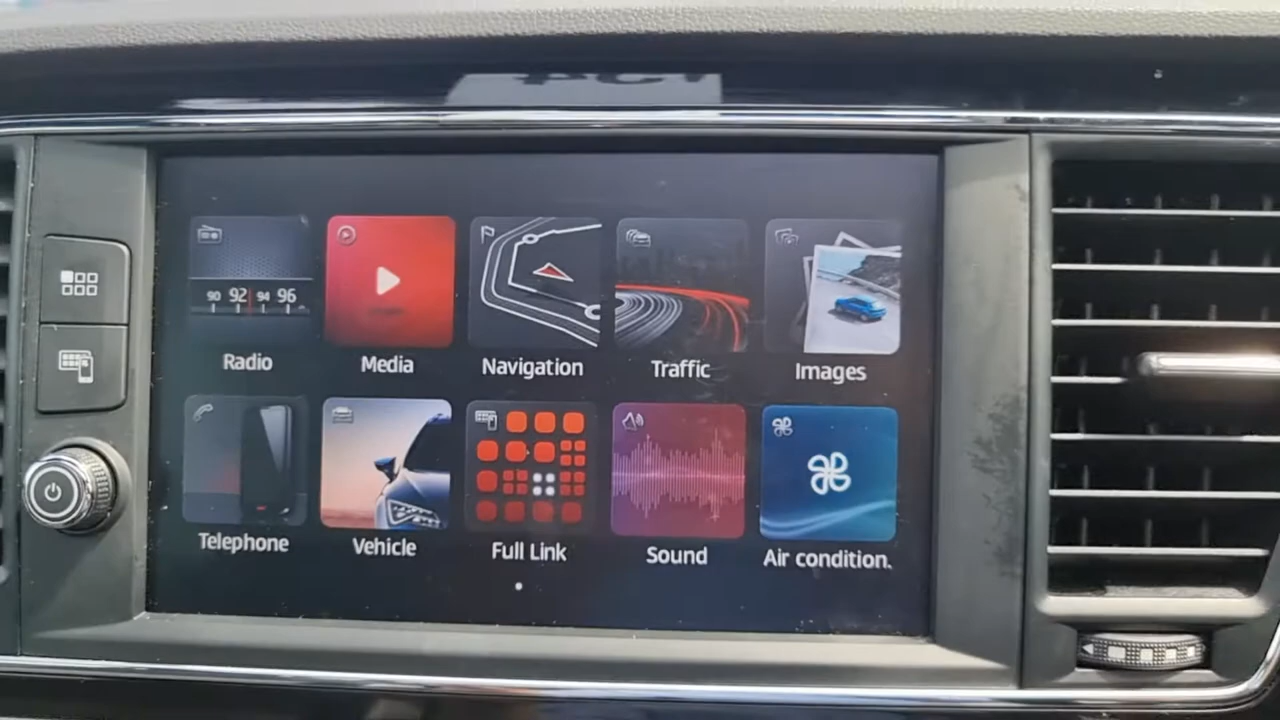 90 92 94 96
Radio
Media
Navigation
Traffic
Images
Telephone
Vehicle
Full Link
Sound
Air condition.